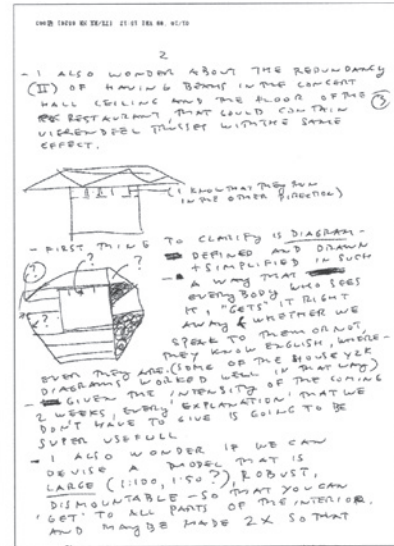 2
- I ALSO WONDER ABOUT THE REDUNDANCY
(II) OF HAVING BEAMS IN THE CONCERT
HALL CEILING AND THE FLOOR OF THE (3)
RESTAURANT, THAT COULD CONTAIN
VIERENDEEL TRUSSES WITH THE SAME
EFFECT.
(I KNOW THAT THEY RUN
IN THE OTHER DIRECTION)
- FIRST THING TO CLARIFY IS DIAGRAM -
DEFINED AND DRAWN
+ SIMPLIFIED IN SUCH
A WAY THAT
EVERYBODY WHO SEES
IT, "GETS" IT RIGHT
AWAY & WHETHER WE
SPEAK TO THEM OR NOT,
THEY KNOW ENGLISH, WHERE-
EVER THEY ARE. (SOME OF THE HOUSE Y2K
DIAGRAMS WORKED WELL IN THAT WAY)
- GIVEN THE INTENSITY OF THE COMING
2 WEEKS, EVERY 'EXPLANATION' THAT WE
DON'T HAVE TO GIVE IS GOING TO BE
SUPER USEFULL
- I ALSO WONDER IF WE CAN
DEVISE A MODEL THAT IS
LARGE (1:100, 1:50 ?), ROBUST,
DISMOUNTABLE - SO THAT YOU CAN
'GET' TO ALL PARTS OF THE INTERIOR.
AND MAYBE MADE 2X SO THAT
?
?
?
?